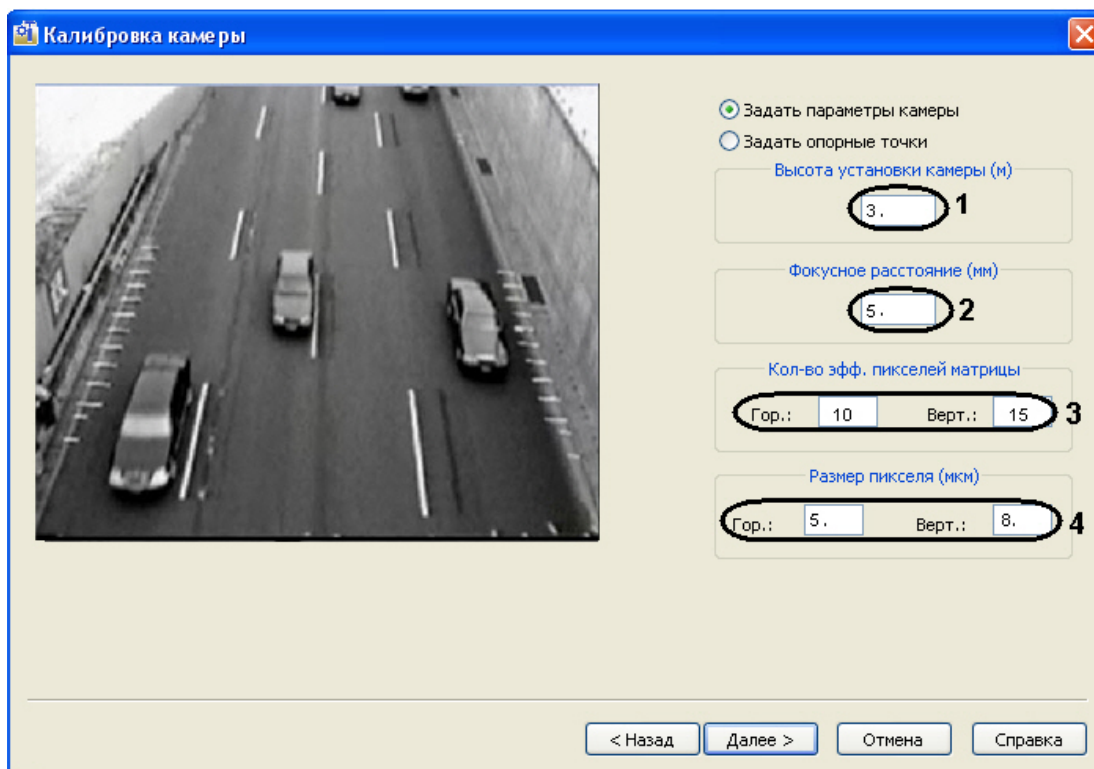 Калибровка камеры
Задать параметры камеры
Задать опорные точки
Высота установки камеры (м)
3. 1
Фокусное расстояние (мм)
5. 2
Кол-во эфф. пикселей матрицы
Гор.: 10 Верт.: 15 3
Размер пикселя (мкм)
Гор.: 5. Верт.: 8. 4
< Назад Далее > Отмена Справка